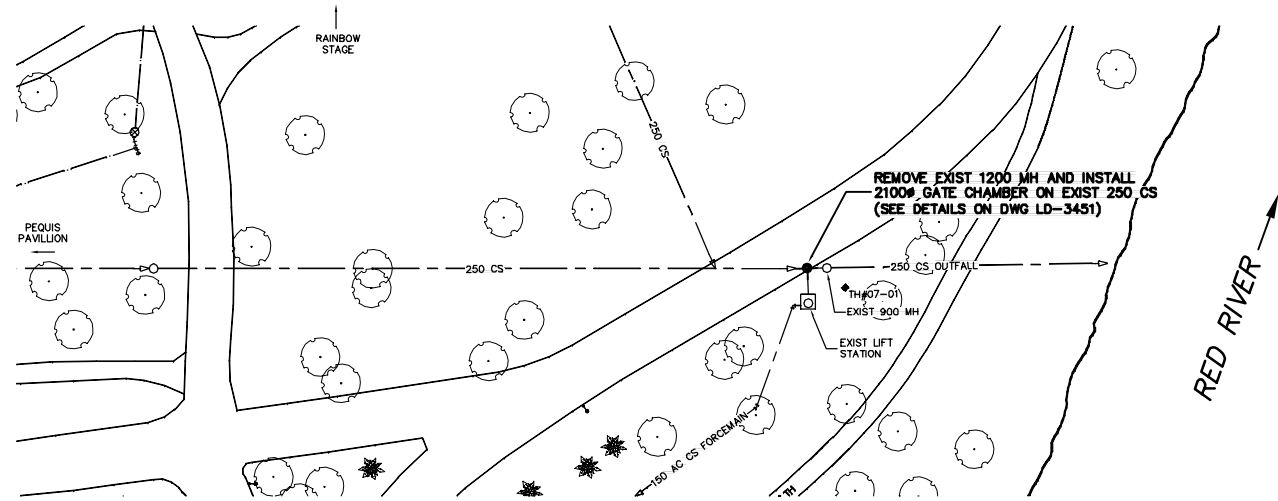 RAINBOW
STAGE
250 CS
REMOVE EXIST 1200 MH AND INSTALL
2100Ø GATE CHAMBER ON EXIST 250 CS
(SEE DETAILS ON DWG LD-3451)
PEQUIS
PAVILLION
250 CS
250 CS OUTFALL
TH#07-01
EXIST 900 MH
EXIST LIFT
STATION
RED RIVER
150 AC CS FORCEMAIN
TH